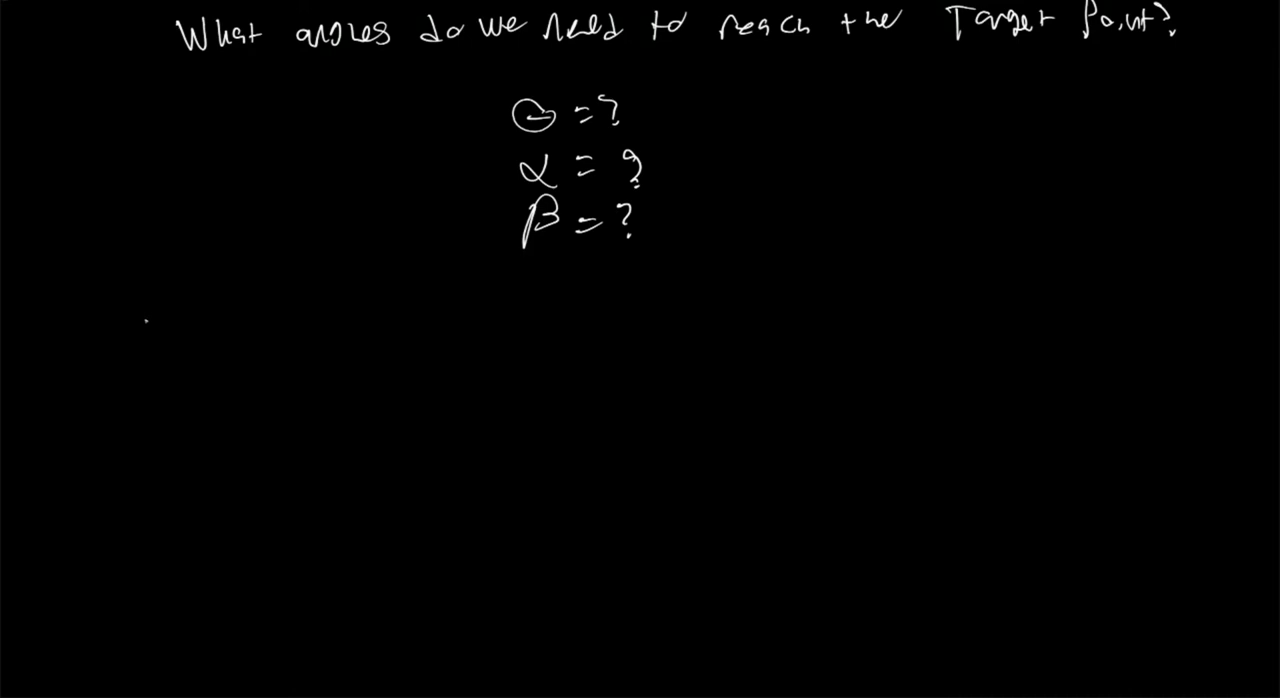 What angles do we need to reach the Target Point?
Θ = ?
α = ?
β = ?